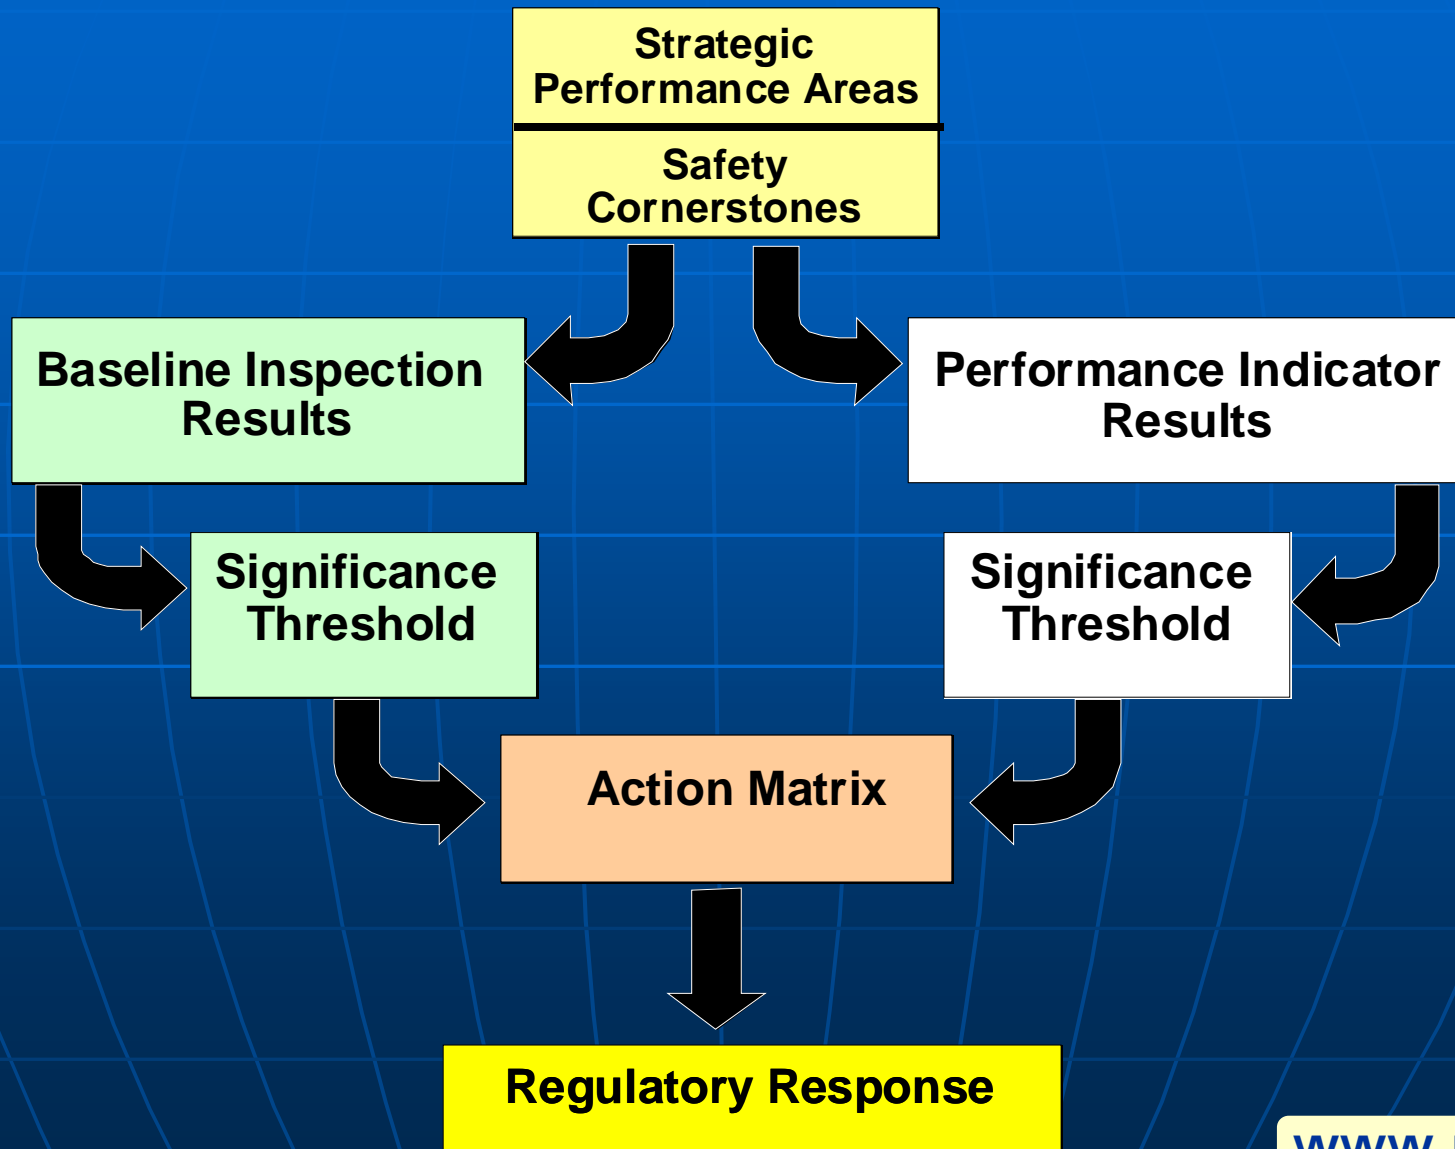 Strategic
Performance Areas
Safety
Cornerstones
Baseline Inspection
Results
Performance Indicator
Results
Significance
Threshold
Significance
Threshold
Action Matrix
Regulatory Response